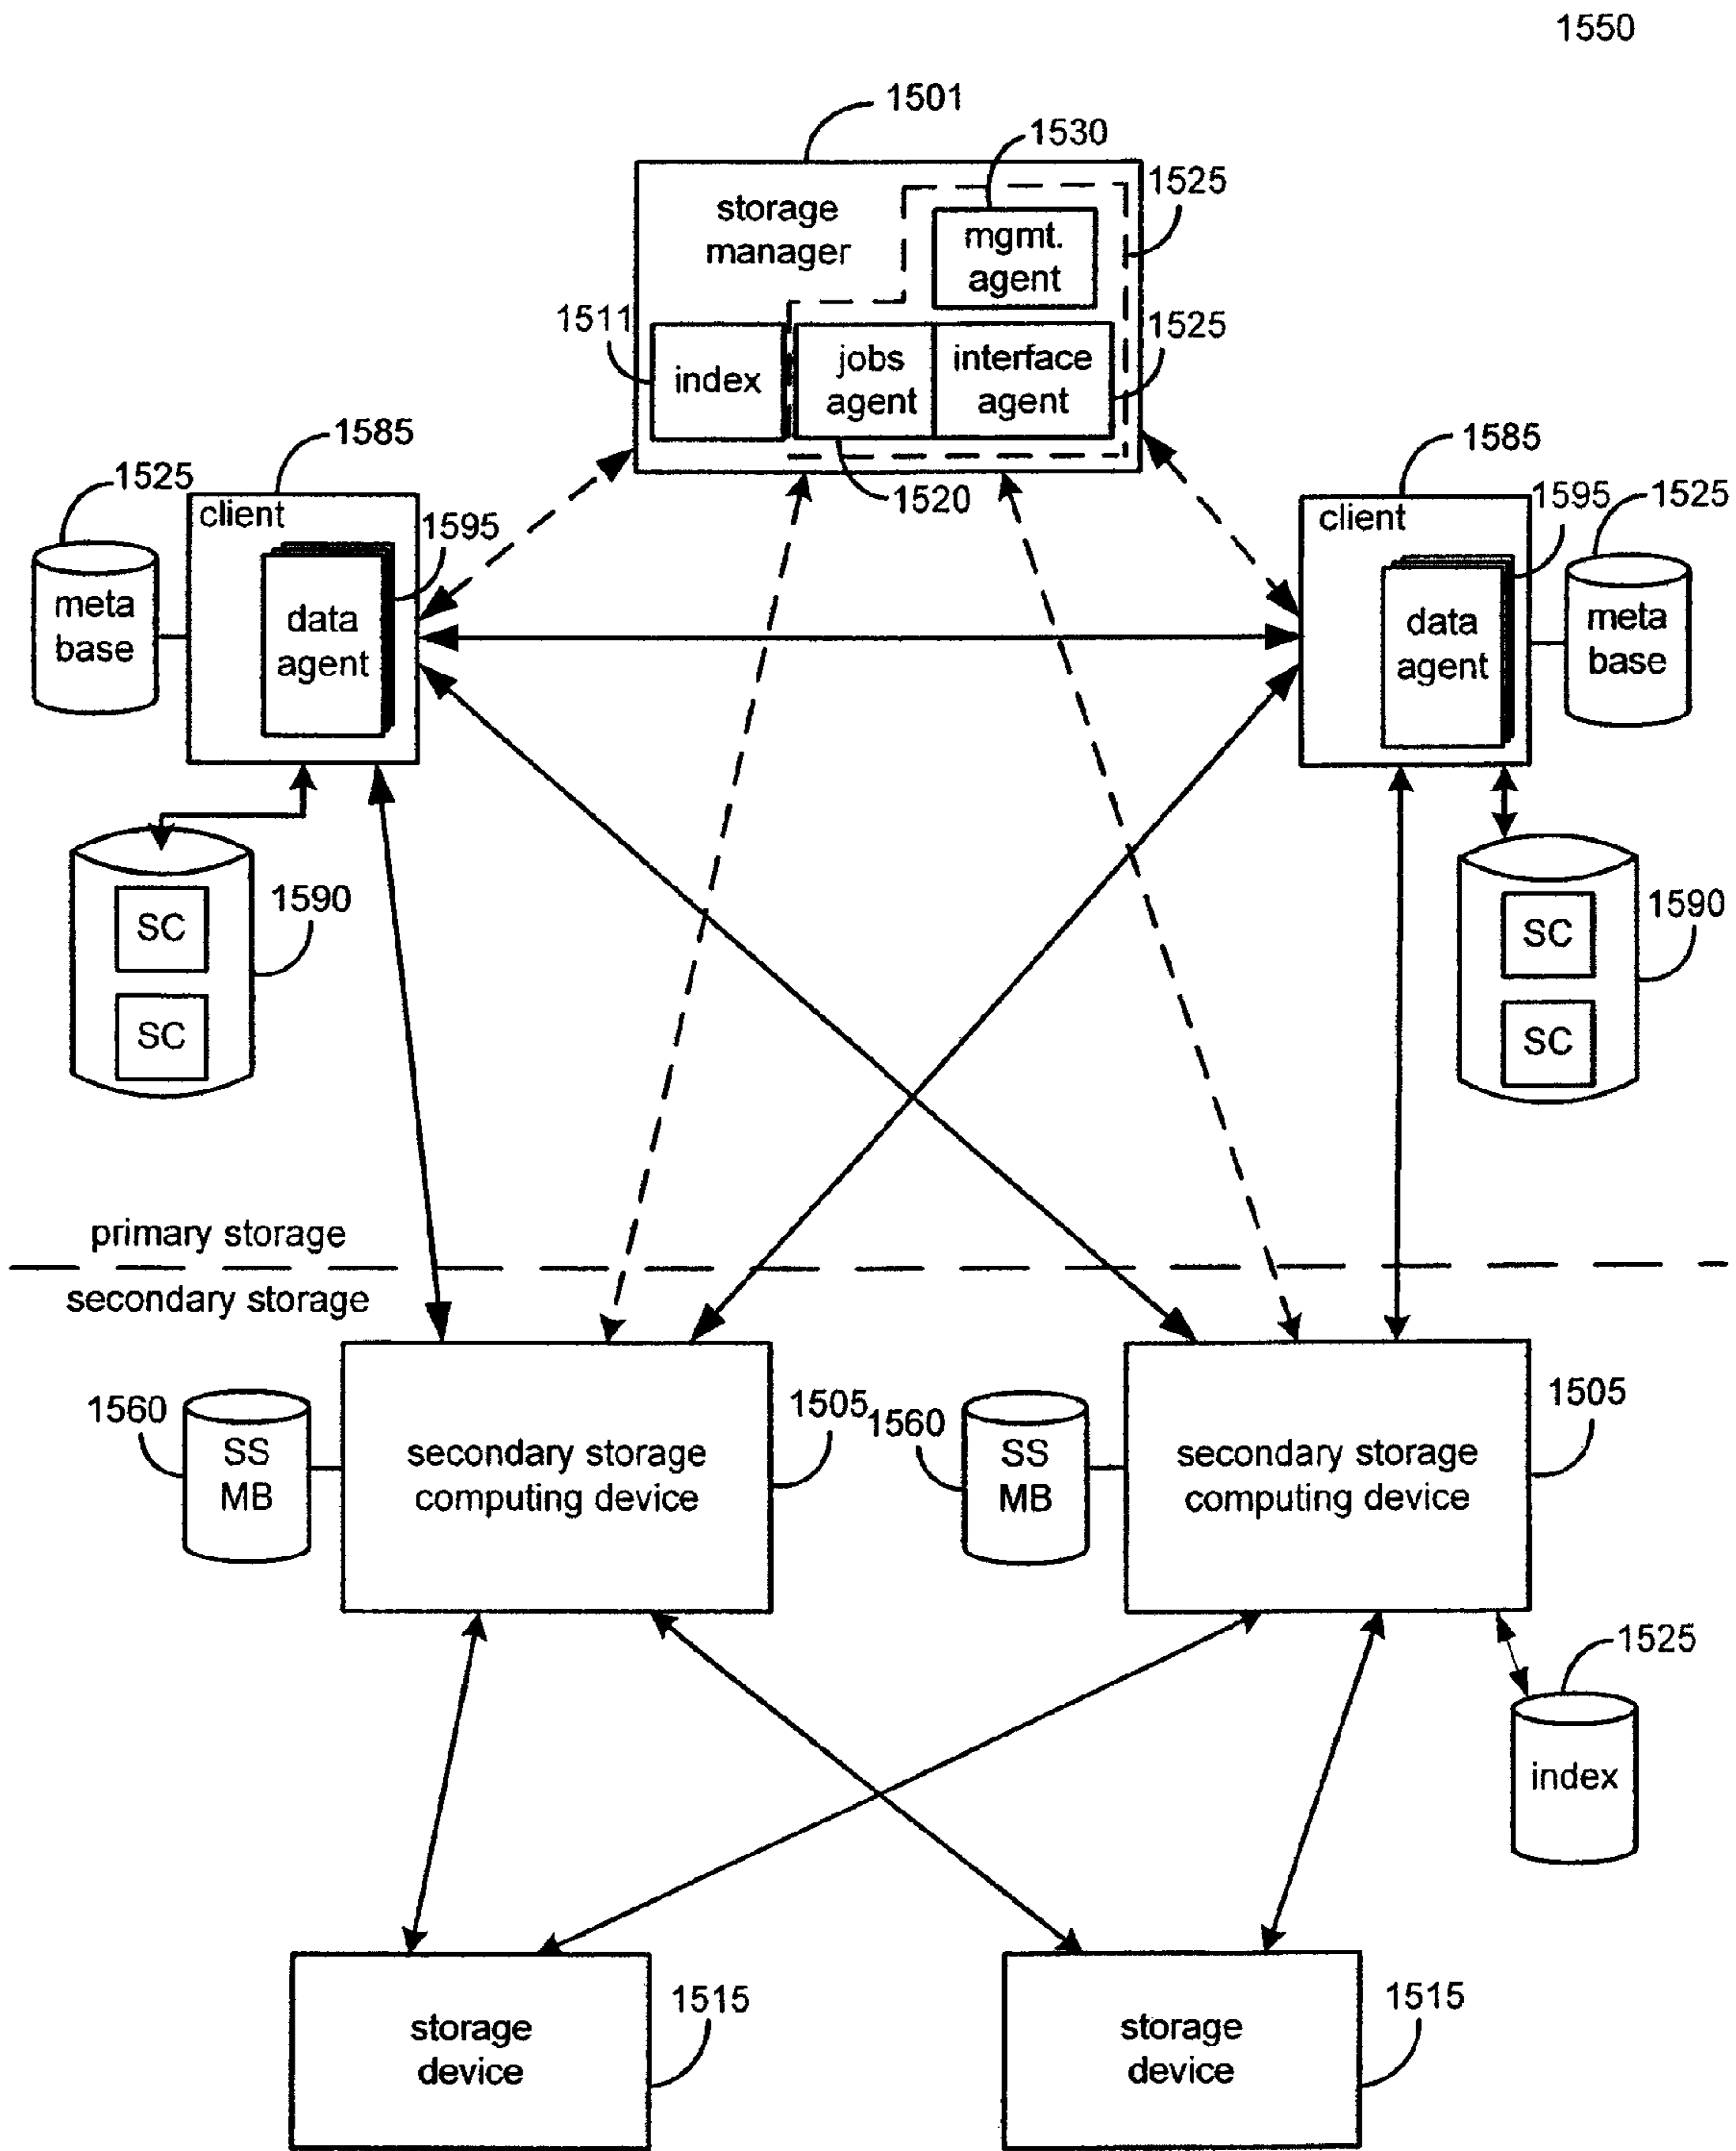 1550
1501
1530
1525
storage
manager
mgmt.
agent
1511
1525
index
jobs
agent
interface
agent
1520
1585
1525
client
1595
meta
base
data
agent
1585
1595
1525
client
data
agent
meta
base
1590
SC
SC
1590
SC
SC
primary storage
secondary storage
1560
SS
MB
secondary storage
computing device
1505
1560
SS
MB
secondary storage
computing device
1505
1525
index
storage
device
1515
storage
device
1515